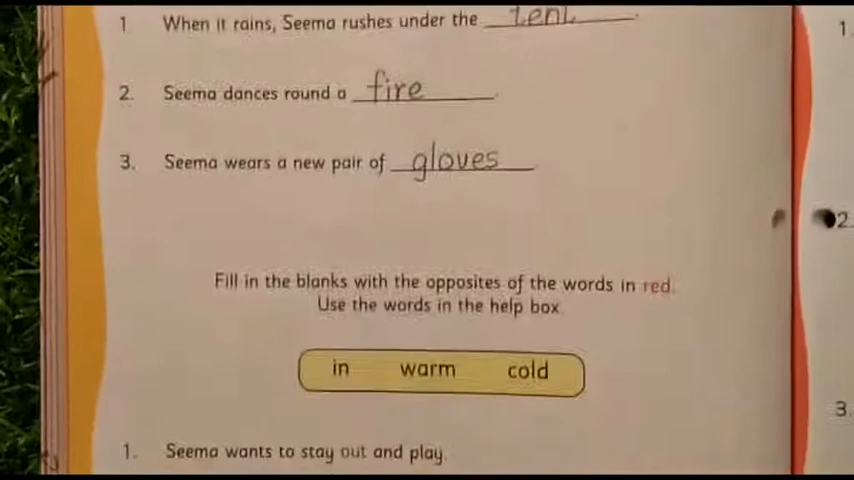 1 When it rains, Seema rushes under the tent.
2. Seema dances round a fire.
3. Seema wears a new pair of gloves
Fill in the blanks with the opposites of the words in red.
Use the words in the help box.
in warm cold
1. Seema wants to stay out and play.
1.
2.
3.